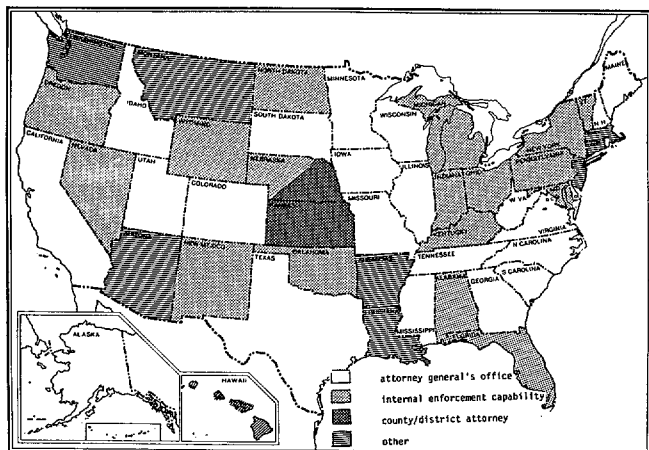 WASHINGTON
MONTANA
NORTH DAKOTA
MINNESOTA
MAINE
OREGON
IDAHO
WYOMING
SOUTH DAKOTA
WISCONSIN
MICHIGAN
N H
NEW YORK
CALIFORNIA
NEVADA
UTAH
COLORADO
NEBRASKA
IOWA
ILLINOIS
INDIANA
OHIO
PENNSYLVANIA
MISSOURI
W VA
KENTUCKY
VIRGINIA
ARIZONA
NEW MEXICO
TEXAS
OKLAHOMA
TENNESSEE
N CAROLINA
S CAROLINA
MISSISSIPPI
ALABAMA
GEORGIA
FLORIDA
ALASKA
HAWAII
attorney general's office
internal enforcement capability
county/district attorney
other